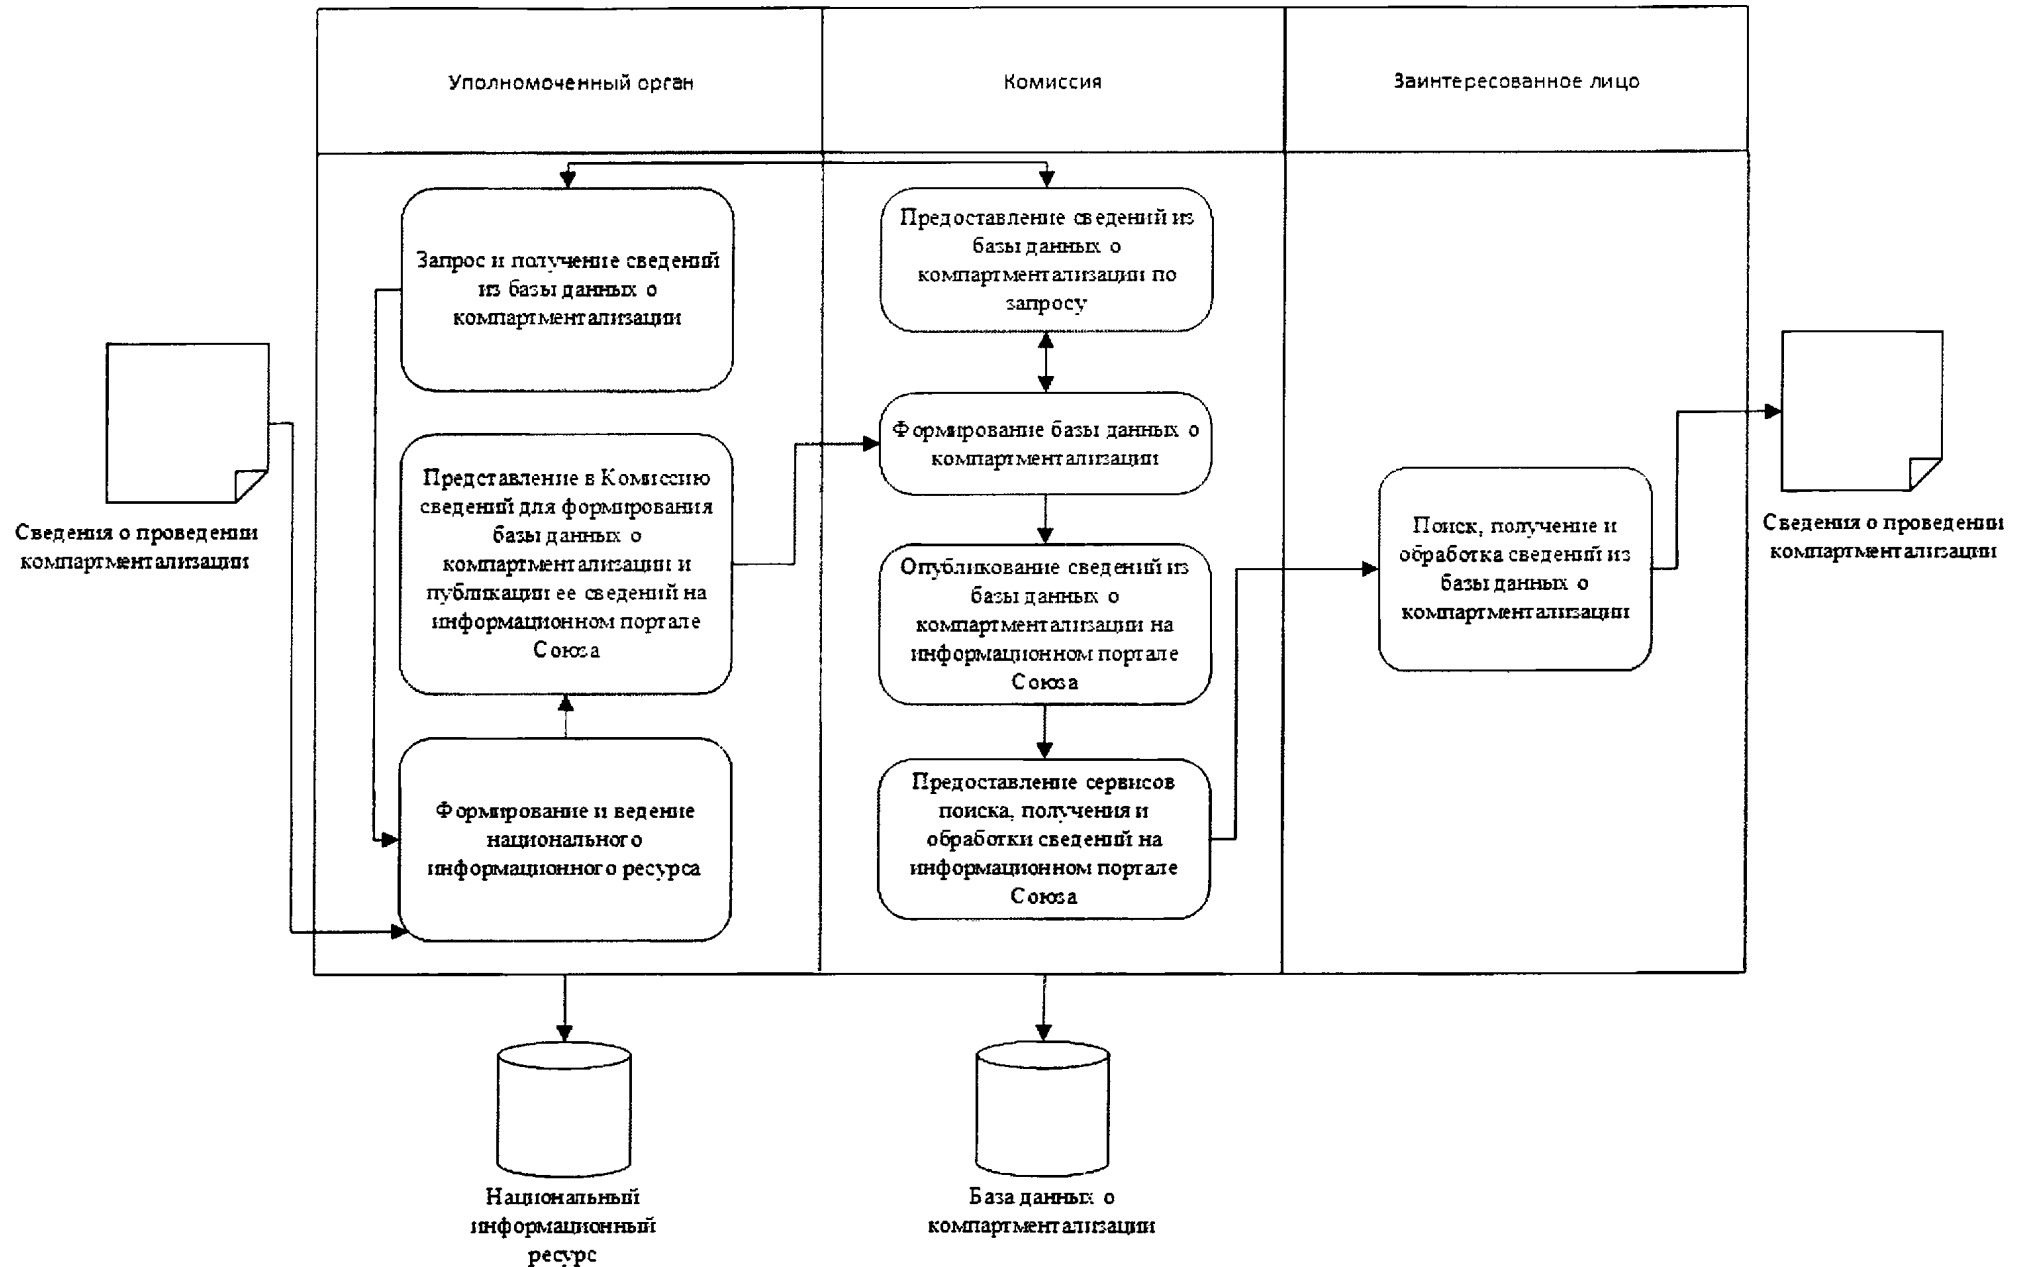 Уполномоченный орган
Комиссия
Заинтересованное лицо
Запрос и получение сведений
из базы данных о
компартментализации
Представление в Комиссию
сведений для формирования
базы данных о
компартментализации и
публикации ее сведений на
информационном портале
Союза
Формирование и ведение
национального
информационного ресурса
Предоставление сведений из
базы данных о
компартментализации по
запросу
Формирование базы данных о
компартментализации
Опубликование сведений из
базы данных о
компартментализации на
информационном портале
Союза
Предоставление сервисов
поиска, получения и
обработки сведений на
информационном портале
Союза
Поиск, получение и
обработка сведений из
базы данных о
компартментализации
Сведения о проведении
компартментализации
Сведения о проведении
компартментализации
Национальный
информационный
ресурс
База данных о
компартментализации